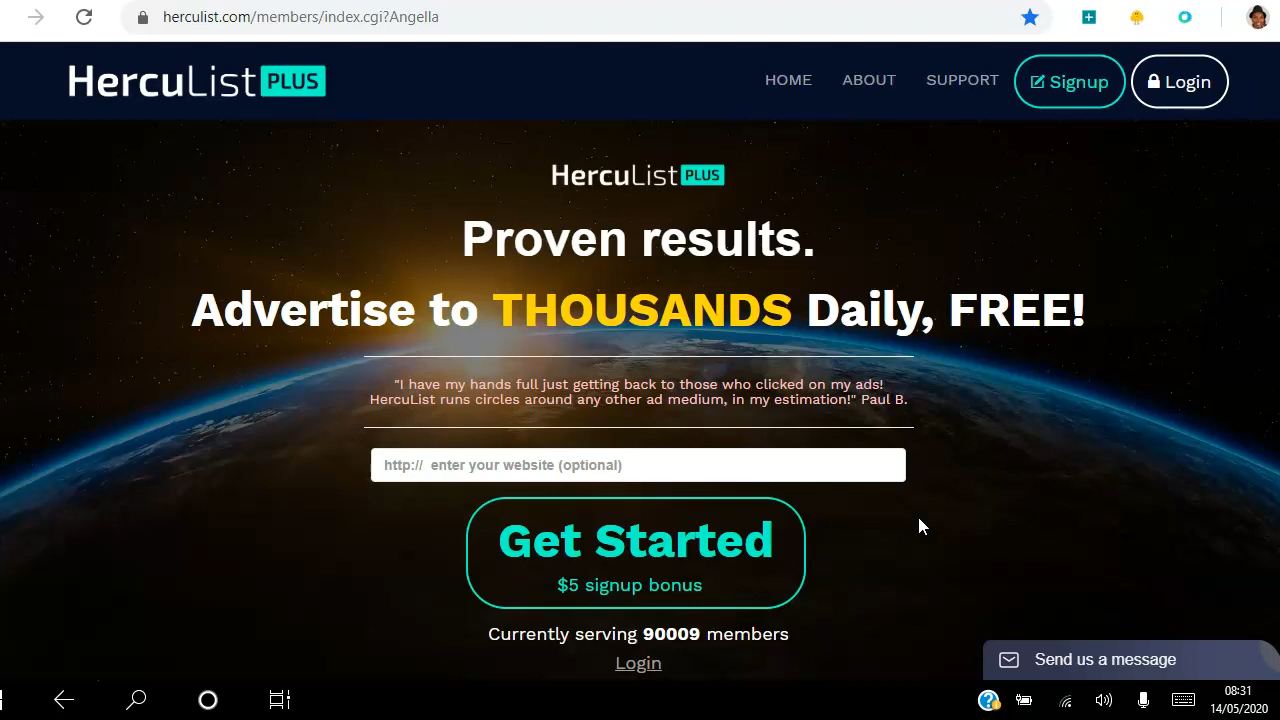 herculist.com/members/index.cgi?Angella
HercuList PLUS
HOME
ABOUT
SUPPORT
Signup
Login
HercuList PLUS
Proven results.
Advertise to THOUSANDS Daily, FREE!
"I have my hands full just getting back to those who clicked on my ads!
HercuList runs circles around any other ad medium, in my estimation!" Paul B.
http:// enter your website (optional)
Get Started
$5 signup bonus
Currently serving 90009 members
Login
Send us a message
08:31
14/05/2020